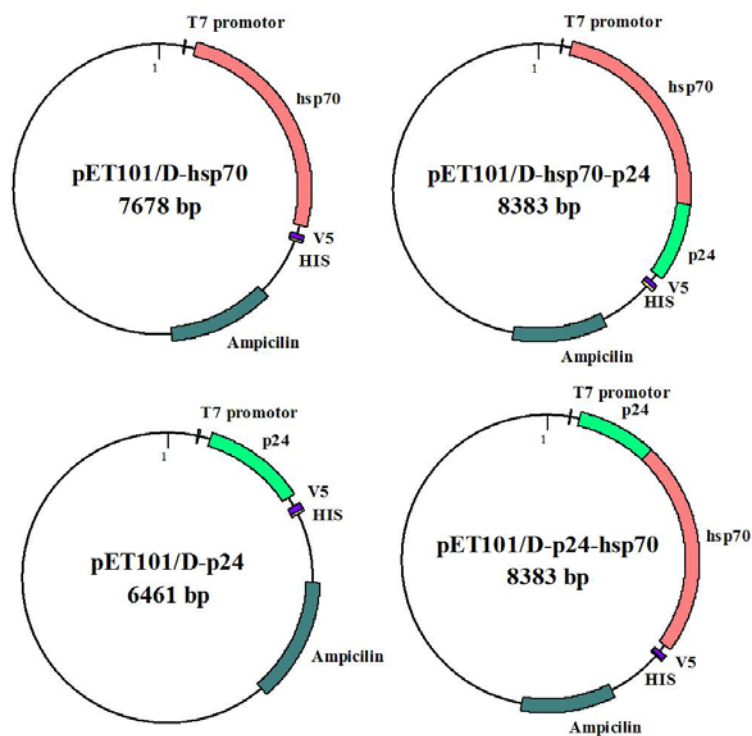 T7 promotor
1
hsp70
pET101/D-hsp70
7678 bp
V5
HIS
Ampicilin
T7 promotor
1
hsp70
pET101/D-hsp70-p24
8383 bp
p24
V5
HIS
Ampicilin
T7 promotor
p24
1
V5
HIS
pET101/D-p24
6461 bp
Ampicilin
T7 promotor
p24
1
hsp70
pET101/D-p24-hsp70
8383 bp
V5
HIS
Ampicilin